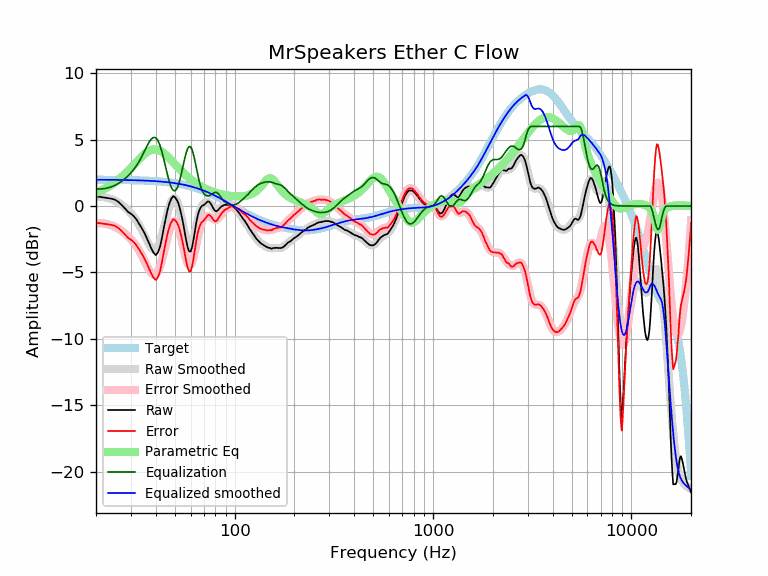 MrSpeakers Ether C Flow
10
5
0
−5
−10
−15
−20
Amplitude (dBr)
Target
Raw Smoothed
Error Smoothed
Raw
Error
Parametric Eq
Equalization
Equalized smoothed
100
1000
10000
Frequency (Hz)